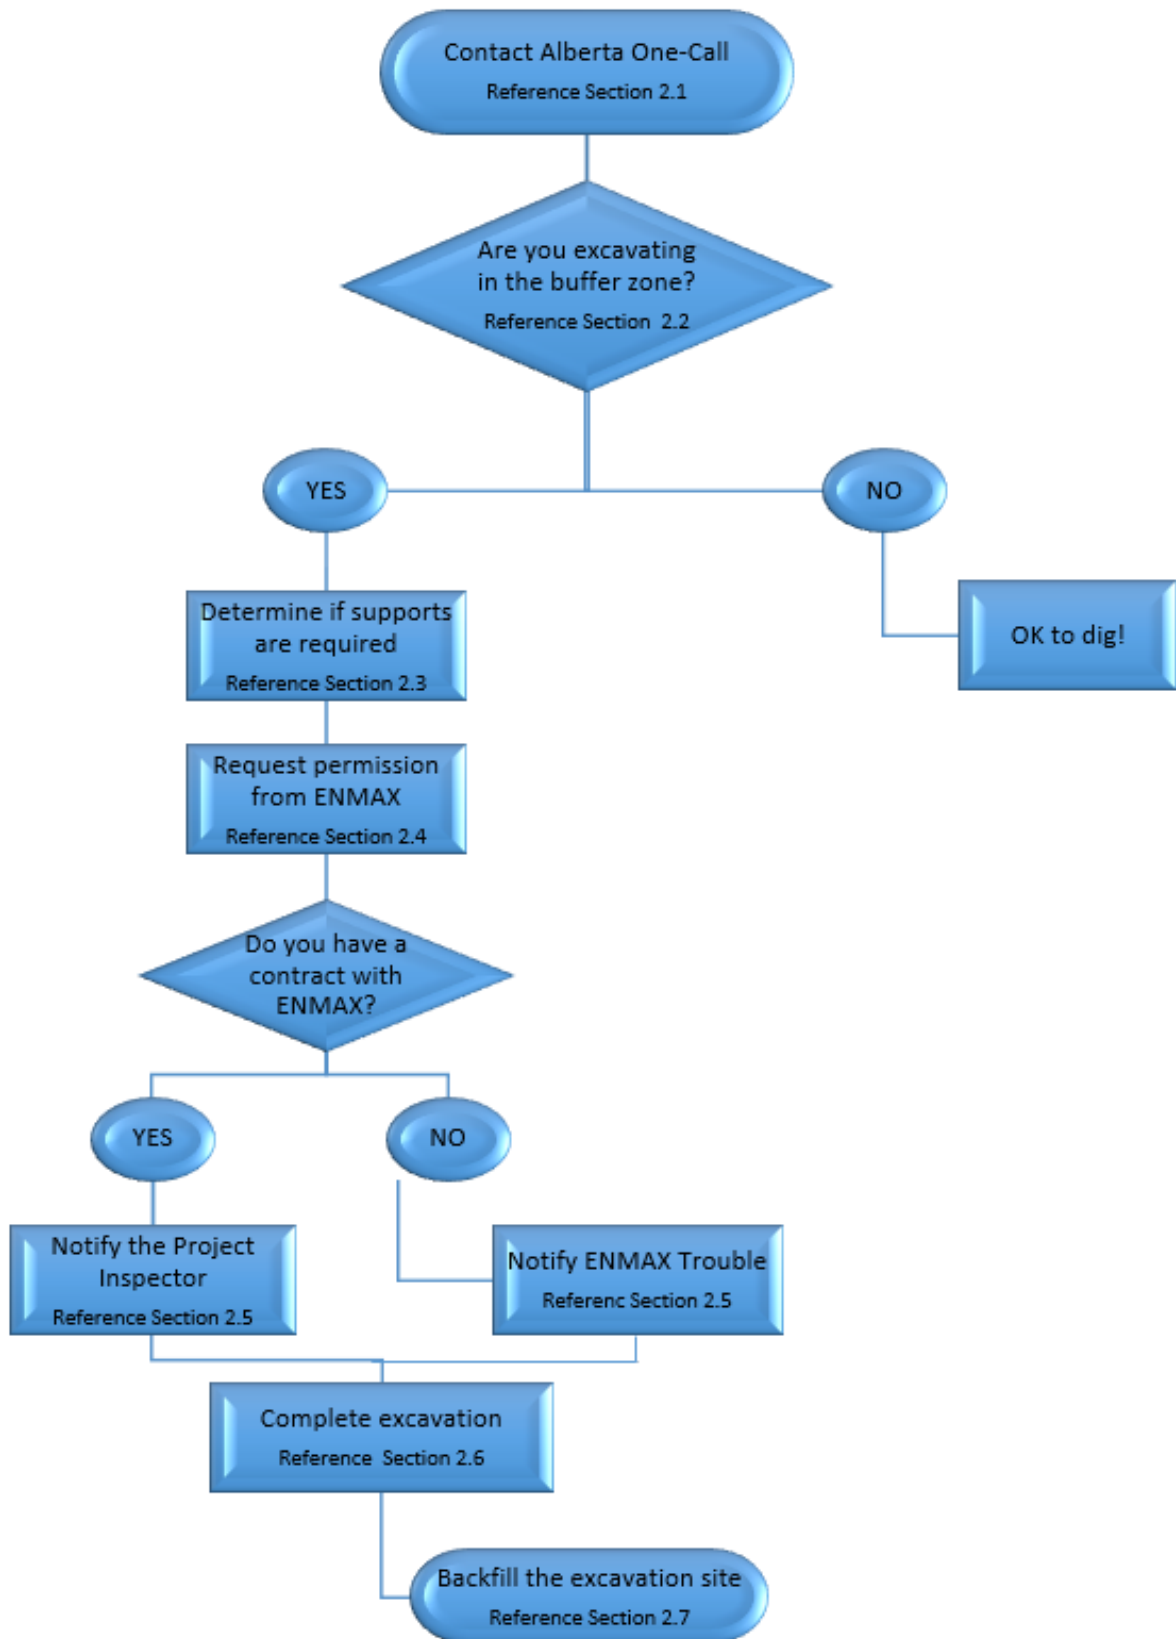 Contact Alberta One-Call
Reference Section 2.1
Are you excavating
in the buffer zone?
Reference Section 2.2
YES
NO
Determine if supports
are required
Reference Section 2.3
OK to dig!
Request permission
from ENMAX
Reference Section 2.4
Do you have a
contract with
ENMAX?
YES
NO
Notify the Project
Inspector
Reference Section 2.5
Notify ENMAX Trouble
Referenc Section 2.5
Complete excavation
Reference Section 2.6
Backfill the excavation site
Reference Section 2.7